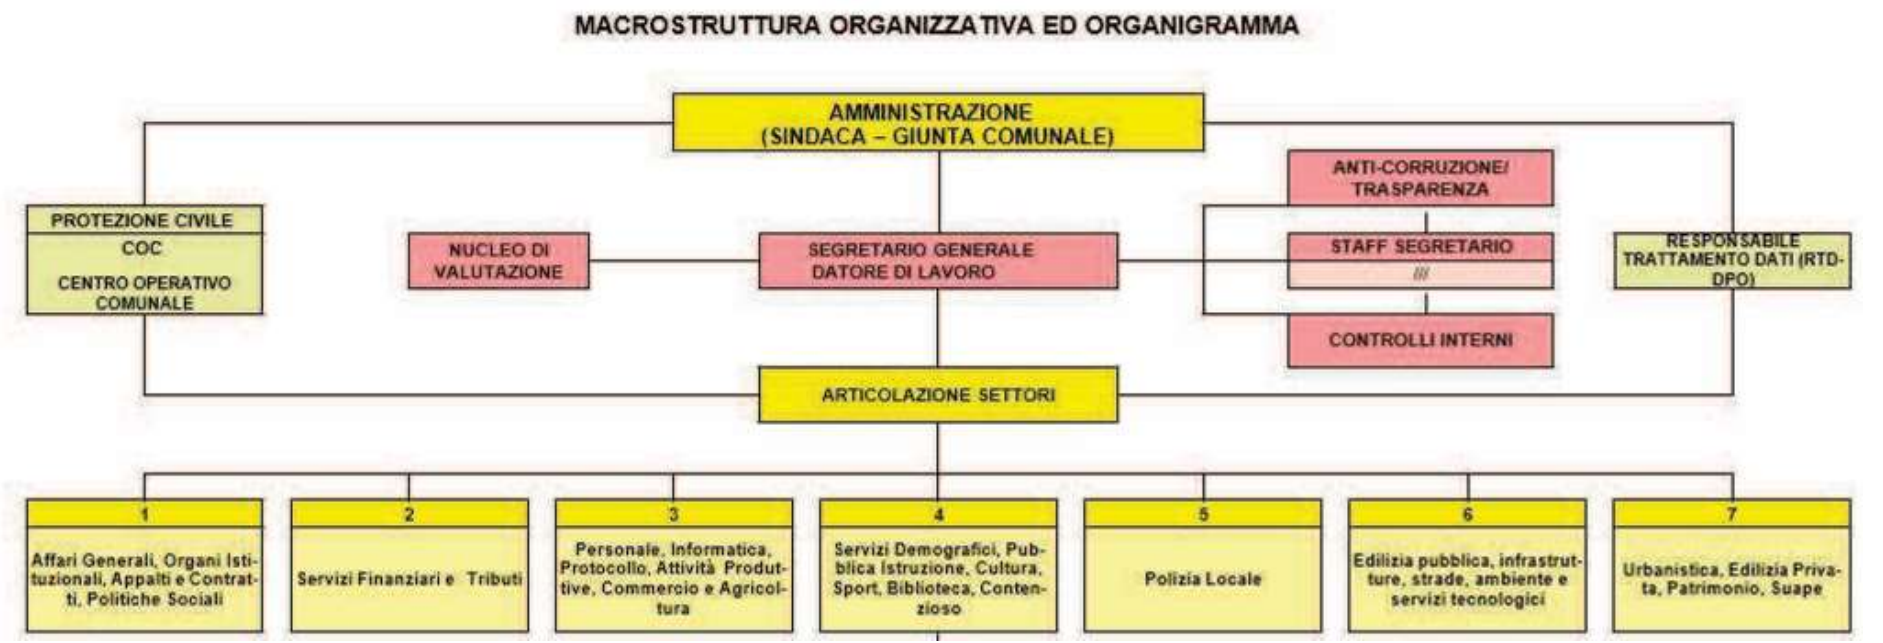 MACROSTRUTTURA ORGANIZZATIVA ED ORGANIGRAMMA
AMMINISTRAZIONE
(SINDACA – GIUNTA COMUNALE)
ANTI-CORRUZIONE/
TRASPARENZA
PROTEZIONE CIVILE
COC
CENTRO OPERATIVO
COMUNALE
NUCLEO DI
VALUTAZIONE
SEGRETARIO GENERALE
DATORE DI LAVORO
STAFF SEGRETARIO
///
RESPONSABILE
TRATTAMENTO DATI (RTD-
DPO)
CONTROLLI INTERNI
ARTICOLAZIONE SETTORI
1
Affari Generali, Organi Isti-
tuzionali, Appalti e Contrat-
ti, Politiche Sociali
2
Servizi Finanziari e Tributi
3
Personale, Informatica,
Protocollo, Attività Produt-
tive, Commercio e Agricol-
tura
4
Servizi Demografici, Pub-
blica Istruzione, Cultura,
Sport, Biblioteca, Conten-
zioso
5
Polizia Locale
6
Edilizia pubblica, infrastrut-
ture, strade, ambiente e
servizi tecnologici
7
Urbanistica, Edilizia Priva-
ta, Patrimonio, Suape